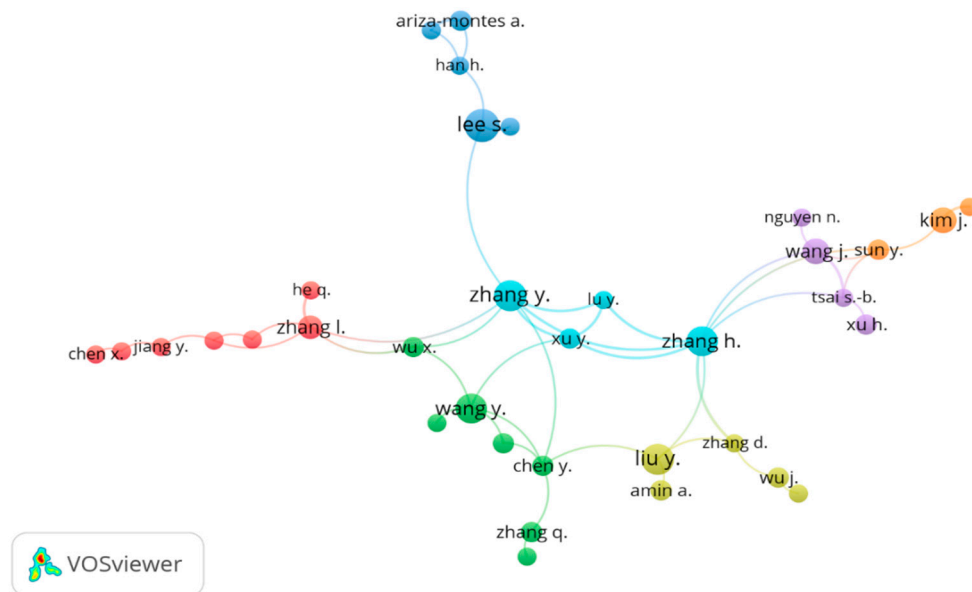 ariza-montes a.
han h.
lee s.
nguyen n.
kim j.
wang j.
sun y.
he q.
zhang y.
lu y.
tsai s.-b.
xu h.
zhang l.
chen x.
jiang y.
wu x.
xu y.
zhang h.
wang y.
chen y.
liu y.
zhang d.
wu j.
amin a.
zhang q.
VOSviewer